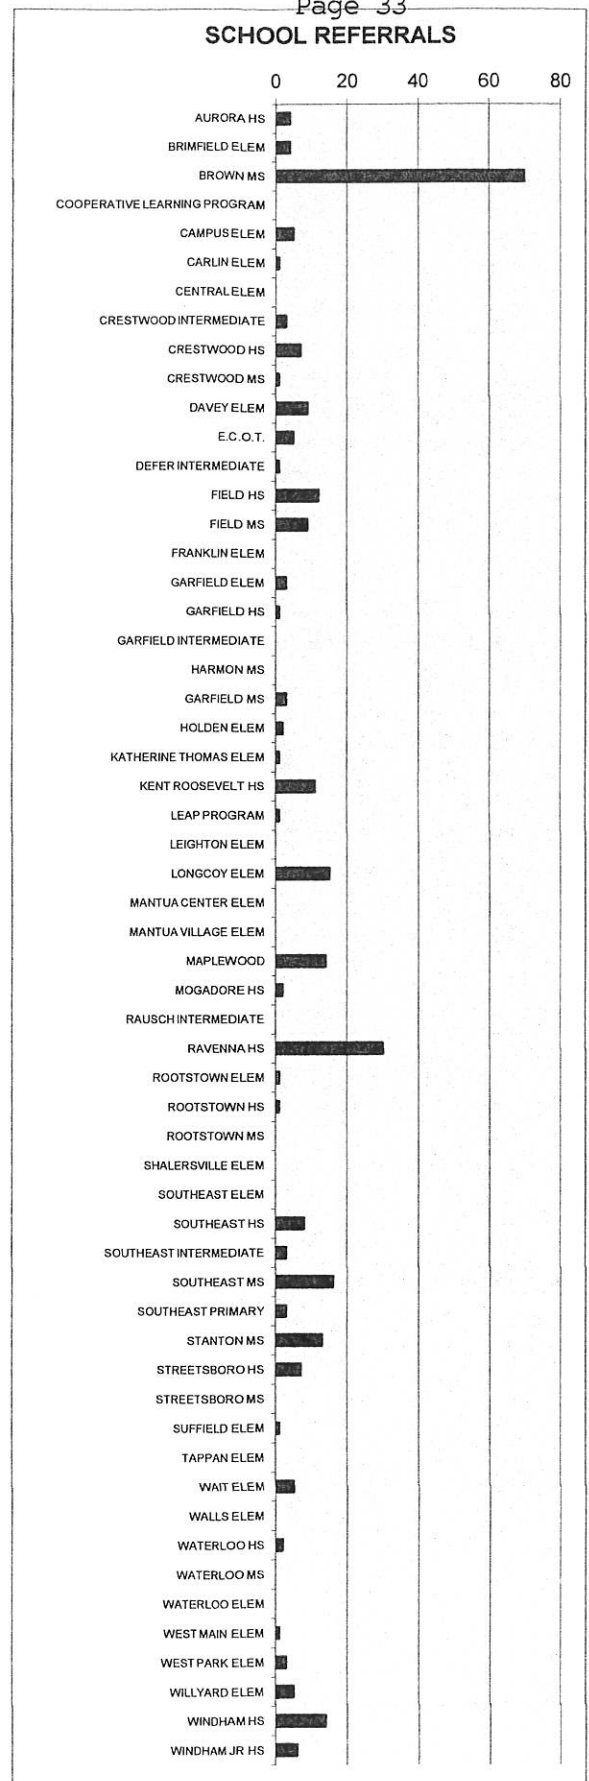 Page 33
SCHOOL REFERRALS
0 20 40 60 80
AURORA HS
BRIMFIELD ELEM
BROWN MS
COOPERATIVE LEARNING PROGRAM
CAMPUS ELEM
CARLIN ELEM
CENTRAL ELEM
CRESTWOOD INTERMEDIATE
CRESTWOOD HS
CRESTWOOD MS
DAVEY ELEM
E.C.O.T.
DEFER INTERMEDIATE
FIELD HS
FIELD MS
FRANKLIN ELEM
GARFIELD ELEM
GARFIELD HS
GARFIELD INTERMEDIATE
HARMON MS
GARFIELD MS
HOLDEN ELEM
KATHERINE THOMAS ELEM
KENT ROOSEVELT HS
LEAP PROGRAM
LEIGHTON ELEM
LONGCOY ELEM
MANTUA CENTER ELEM
MANTUA VILLAGE ELEM
MAPLEWOOD
MOGADORE HS
RAUSCH INTERMEDIATE
RAVENNA HS
ROOTSTOWN ELEM
ROOTSTOWN HS
ROOTSTOWN MS
SHALERSVILLE ELEM
SOUTHEAST ELEM
SOUTHEAST HS
SOUTHEAST INTERMEDIATE
SOUTHEAST MS
SOUTHEAST PRIMARY
STANTON MS
STREETSBORO HS
STREETSBORO MS
SUFFIELD ELEM
TAPPAN ELEM
WAIT ELEM
WALLS ELEM
WATERLOO HS
WATERLOO MS
WATERLOO ELEM
WEST MAIN ELEM
WEST PARK ELEM
WILLYARD ELEM
WINDHAM HS
WINDHAM JR HS